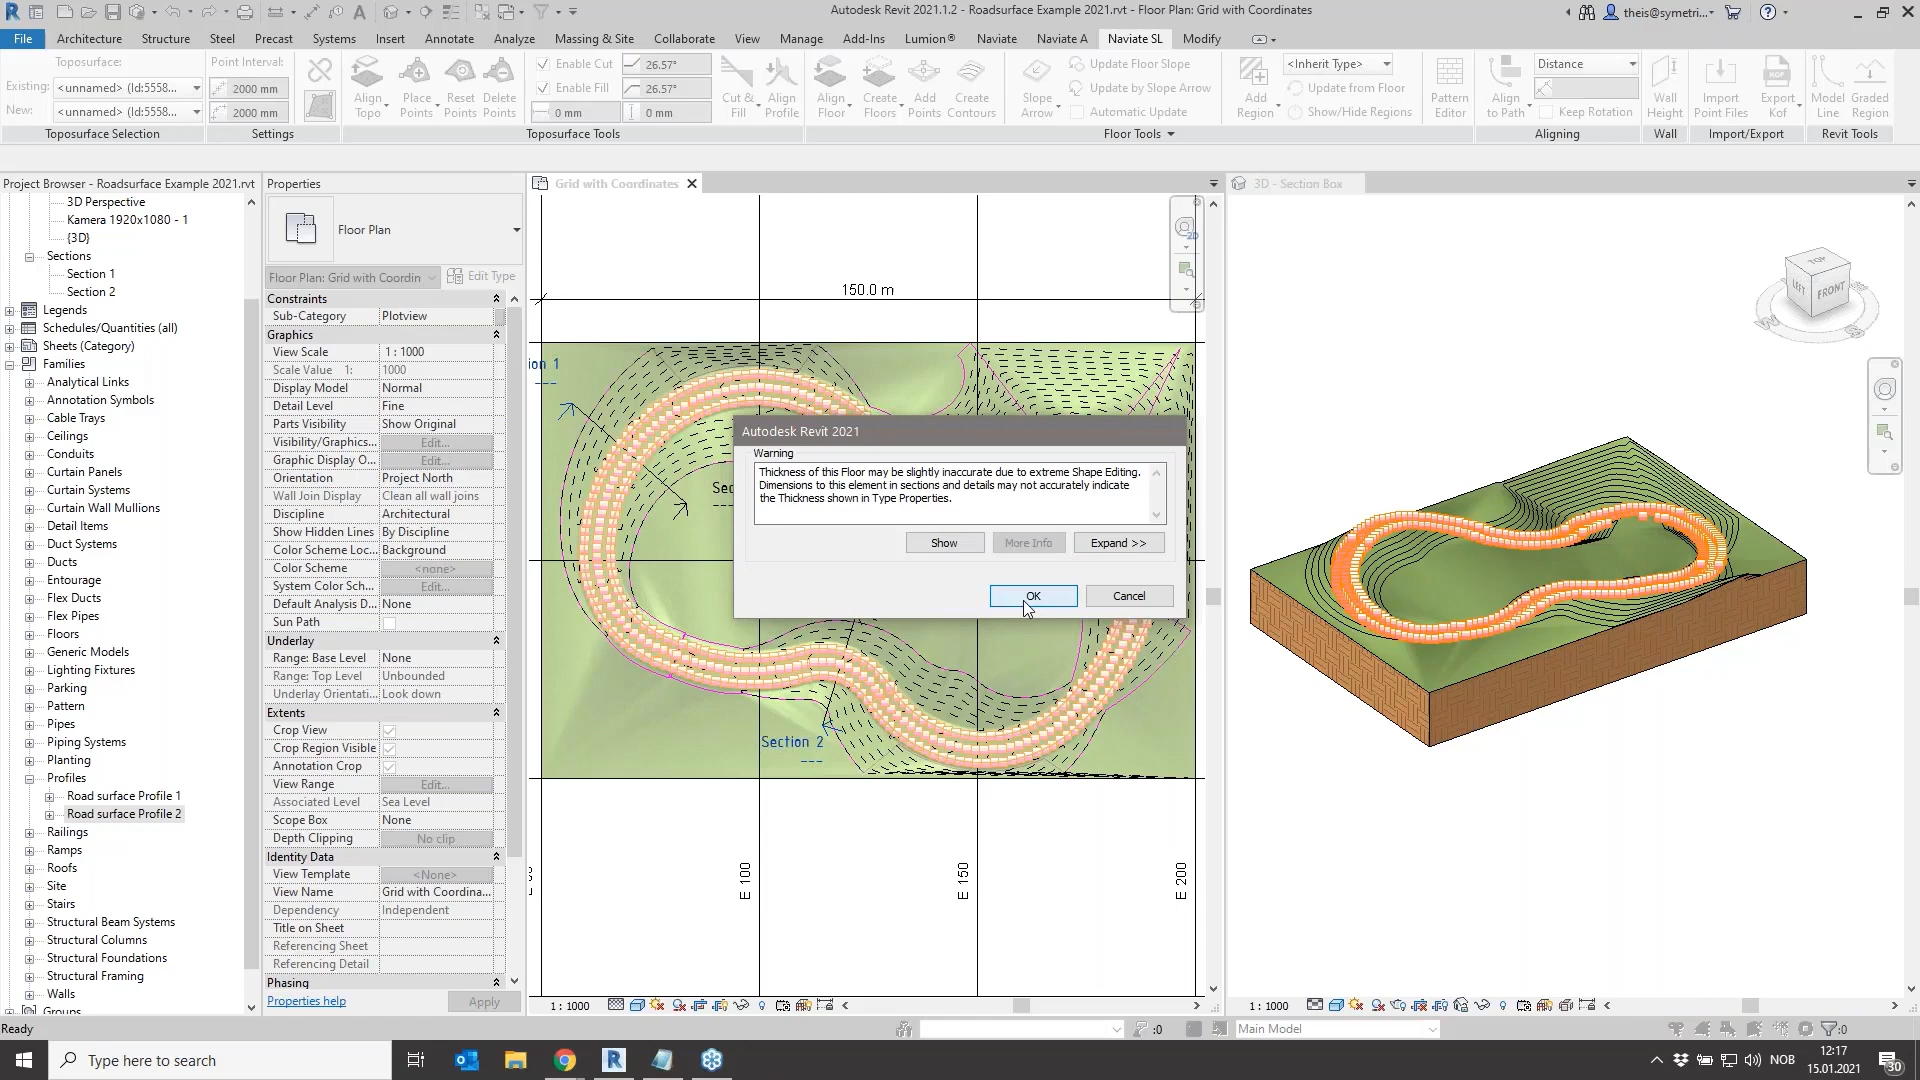 Autodesk Revit 2021.1.2 - Roadsurface Example 2021.rvt - Floor Plan: Grid with Coordinates
theis@symetri...
File Architecture Structure Steel Precast Systems Insert Annotate Analyze Massing & Site Collaborate View Manage Add-Ins Lumion® Naviate Naviate A Naviate SL Modify
Toposurface: Point Interval:
Existing: <unnamed> (Id:5558...
2000 mm
New: <unnamed> (Id:5558...
2000 mm
Align Topo
Place Points
Reset Points
Delete Points
Enable Cut 26.57°
Enable Fill 26.57°
0 mm 0 mm
Cut & Fill
Align Profile
Align Floor
Create Floors
Add Points
Create Contours
Slope Arrow
Update Floor Slope
Update by Slope Arrow
Automatic Update
Add Region
<Inherit Type>
Update from Floor
Show/Hide Regions
Pattern Editor
Align to Path
Distance
Keep Rotation
Wall Height
Import Point Files
Export Kof
Model Line
Graded Region
Toposurface Selection Settings Toposurface Tools Floor Tools Aligning Wall Import/Export Revit Tools
Project Browser - Roadsurface Example 2021.rvt
3D Perspective
Kamera 1920x1080 - 1
{3D}
Sections
Section 1
Section 2
Legends
Schedules/Quantities (all)
Sheets (Category)
Families
Analytical Links
Annotation Symbols
Cable Trays
Ceilings
Conduits
Curtain Panels
Curtain Systems
Curtain Wall Mullions
Detail Items
Duct Systems
Ducts
Entourage
Flex Ducts
Flex Pipes
Floors
Generic Models
Lighting Fixtures
Parking
Pattern
Pipes
Piping Systems
Planting
Profiles
Road surface Profile 1
Road surface Profile 2
Railings
Ramps
Roofs
Site
Stairs
Structural Beam Systems
Structural Columns
Structural Foundations
Structural Framing
Walls
Groups
Properties
Floor Plan
Floor Plan: Grid with Coordin
Edit Type
Constraints
Sub-Category Plotview
Graphics
View Scale 1 : 1000
Scale Value 1: 1000
Display Model Normal
Detail Level Fine
Parts Visibility Show Original
Visibility/Graphics... Edit...
Graphic Display O... Edit...
Orientation Project North
Wall Join Display Clean all wall joins
Discipline Architectural
Show Hidden Lines By Discipline
Color Scheme Loc... Background
Color Scheme <none>
System Color Sch... Edit...
Default Analysis D... None
Sun Path
Underlay
Range: Base Level None
Range: Top Level Unbounded
Underlay Orientati... Look down
Extents
Crop View
Crop Region Visible
Annotation Crop
View Range Edit...
Associated Level Sea Level
Scope Box None
Depth Clipping No clip
Identity Data
View Template <None>
View Name Grid with Coordina...
Dependency Independent
Title on Sheet
Referencing Sheet
Referencing Detail
Phasing
Properties help Apply
Grid with Coordinates
2D
150.0 m
ion 1
Sec
Section 2
E 100
E 150
E 200
Autodesk Revit 2021
Warning
Thickness of this Floor may be slightly inaccurate due to extreme Shape Editing.
Dimensions to this element in sections and details may not accurately indicate
the Thickness shown in Type Properties.
Show More Info Expand >>
OK Cancel
3D - Section Box
TOP
LEFT FRONT
W S
1 : 1000
1 : 1000
Ready
:0
Main Model
:0
Type here to search
NOB
12:17
15.01.2021
30